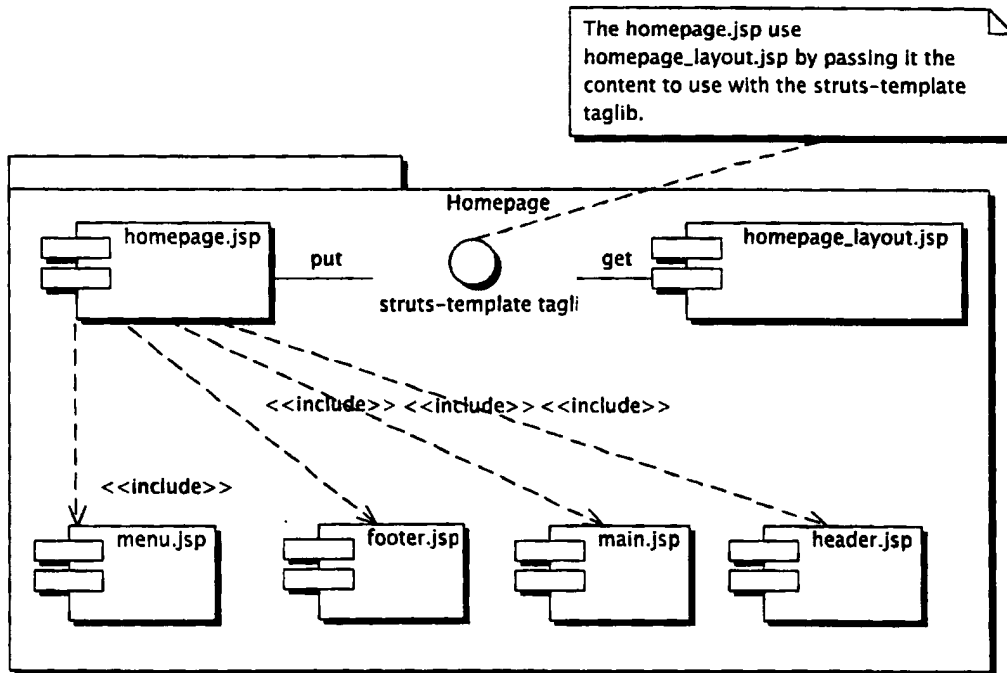 The homepage.jsp use
homepage_layout.jsp by passing it the
content to use with the struts-template
taglib.
Homepage
homepage.jsp
put
get
homepage_layout.jsp
struts-template tagli
<<include>> <<include>> <<include>>
<<include>>
menu.jsp
footer.jsp
main.jsp
header.jsp